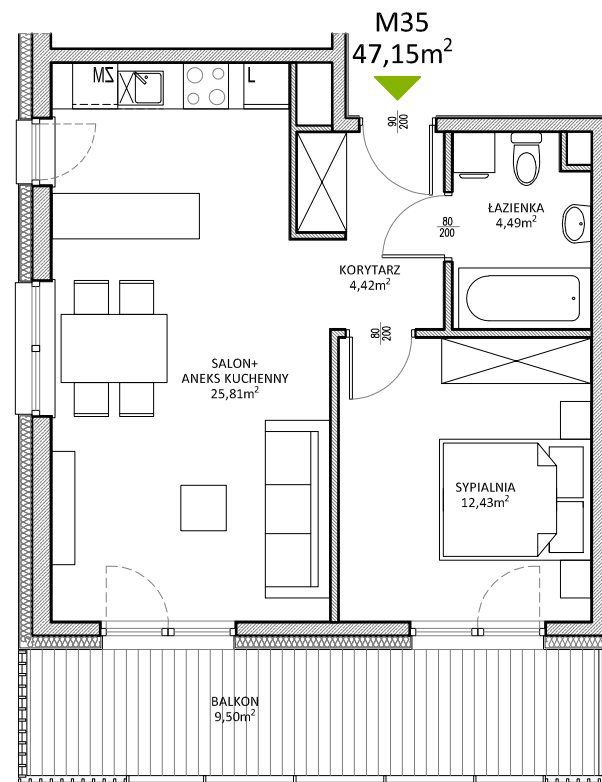 M35
47,15m²
ZM
L
90
200
ŁAZIENKA
4,49m²
80
200
KORYTARZ
4,42m²
80
200
SALON+
ANEKS KUCHENNY
25,81m²
SYPIALNIA
12,43m²
BALKON
9,50m²